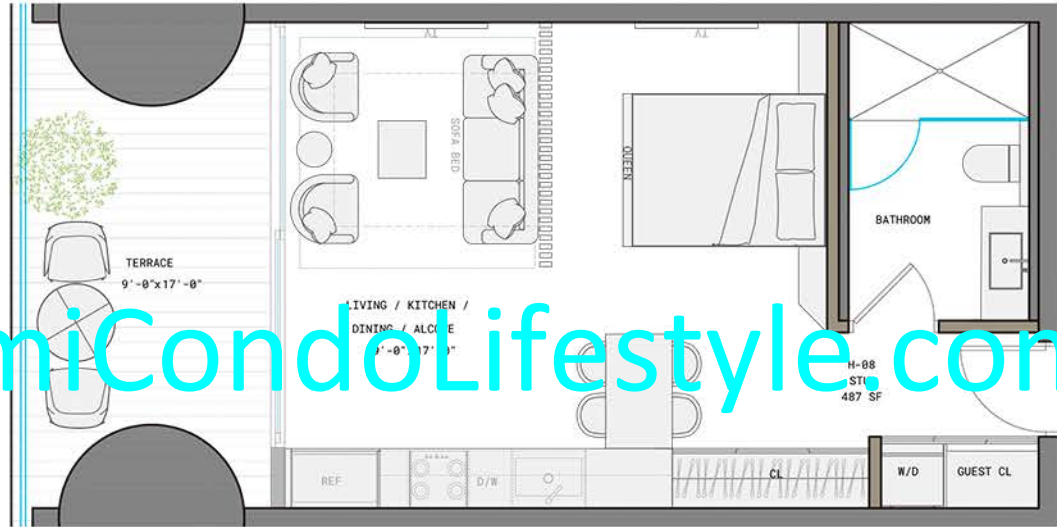 TV
TV
SOFA BED
QUEEN
BATHROOM
TERRACE
9'-0"x17'-0"
LIVING / KITCHEN /
DINING / ALCOVE
miCondoLifestyle.com
H-08
487 SF
REF
D/W
CL
W/D
GUEST CL